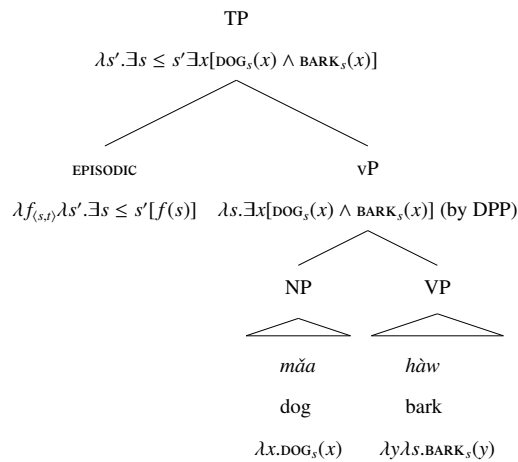 TP
λs′.∃s ≤ s′∃x[DOGₛ(x) ∧ BARKₛ(x)]
EPISODIC vP
λf⟨s,t⟩λs′.∃s ≤ s′[f(s)] λs.∃x[DOGₛ(x) ∧ BARKₛ(x)] (by DPP)
NP VP
mǎa hàw
dog bark
λx.DOGₛ(x) λyλs.BARKₛ(y)